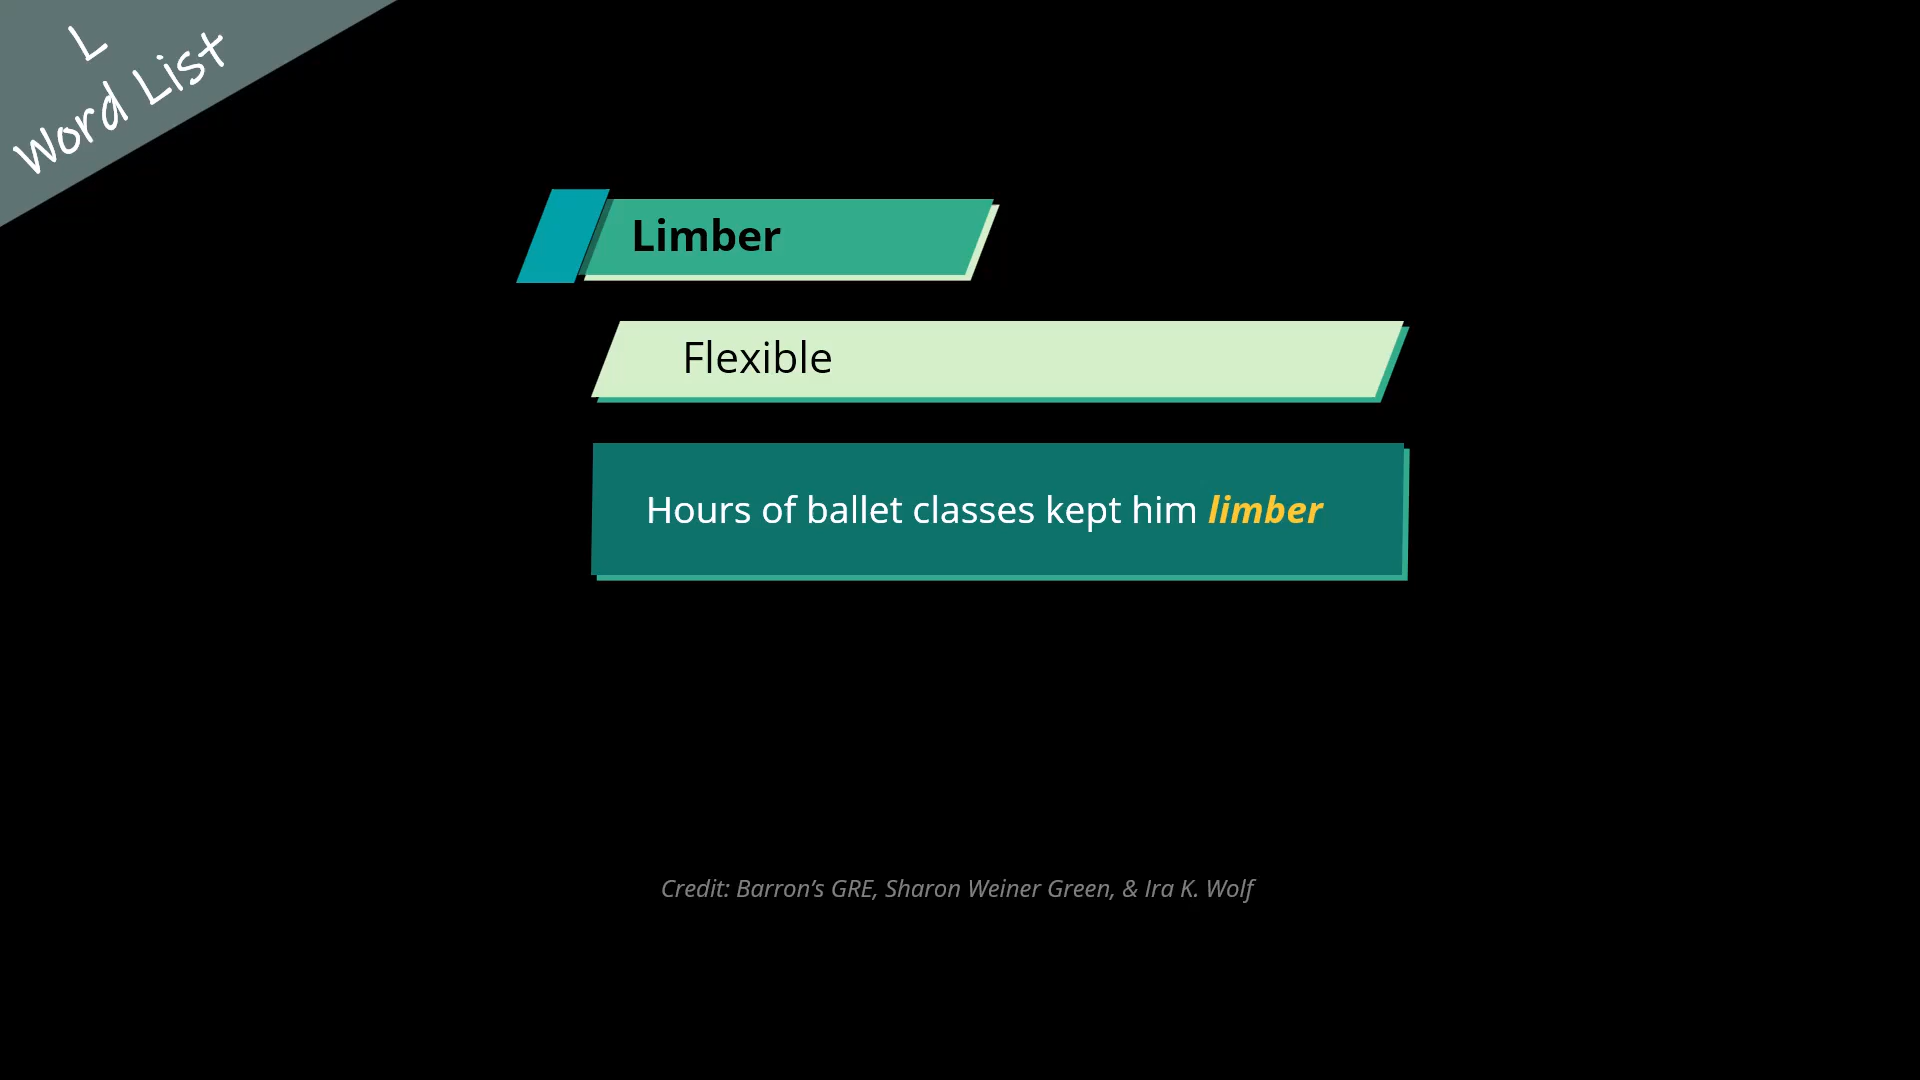 L
Word List
Limber
Flexible
Hours of ballet classes kept him limber
Credit: Barron’s GRE, Sharon Weiner Green, & Ira K. Wolf